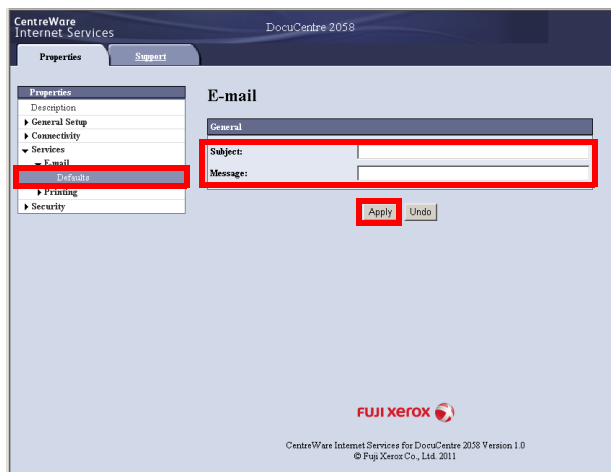 CentreWare
Internet Services
DocuCentre 2058
Properties
Support
Properties
Description
General Setup
Connectivity
Services
E-mail
Defaults
Printing
Security
E-mail
General
Subject:
Message:
Apply
Undo
FUJI xerox
CentreWare Internet Services for DocuCentre 2058 Version 1.0
© Fuji Xerox Co., Ltd. 2011